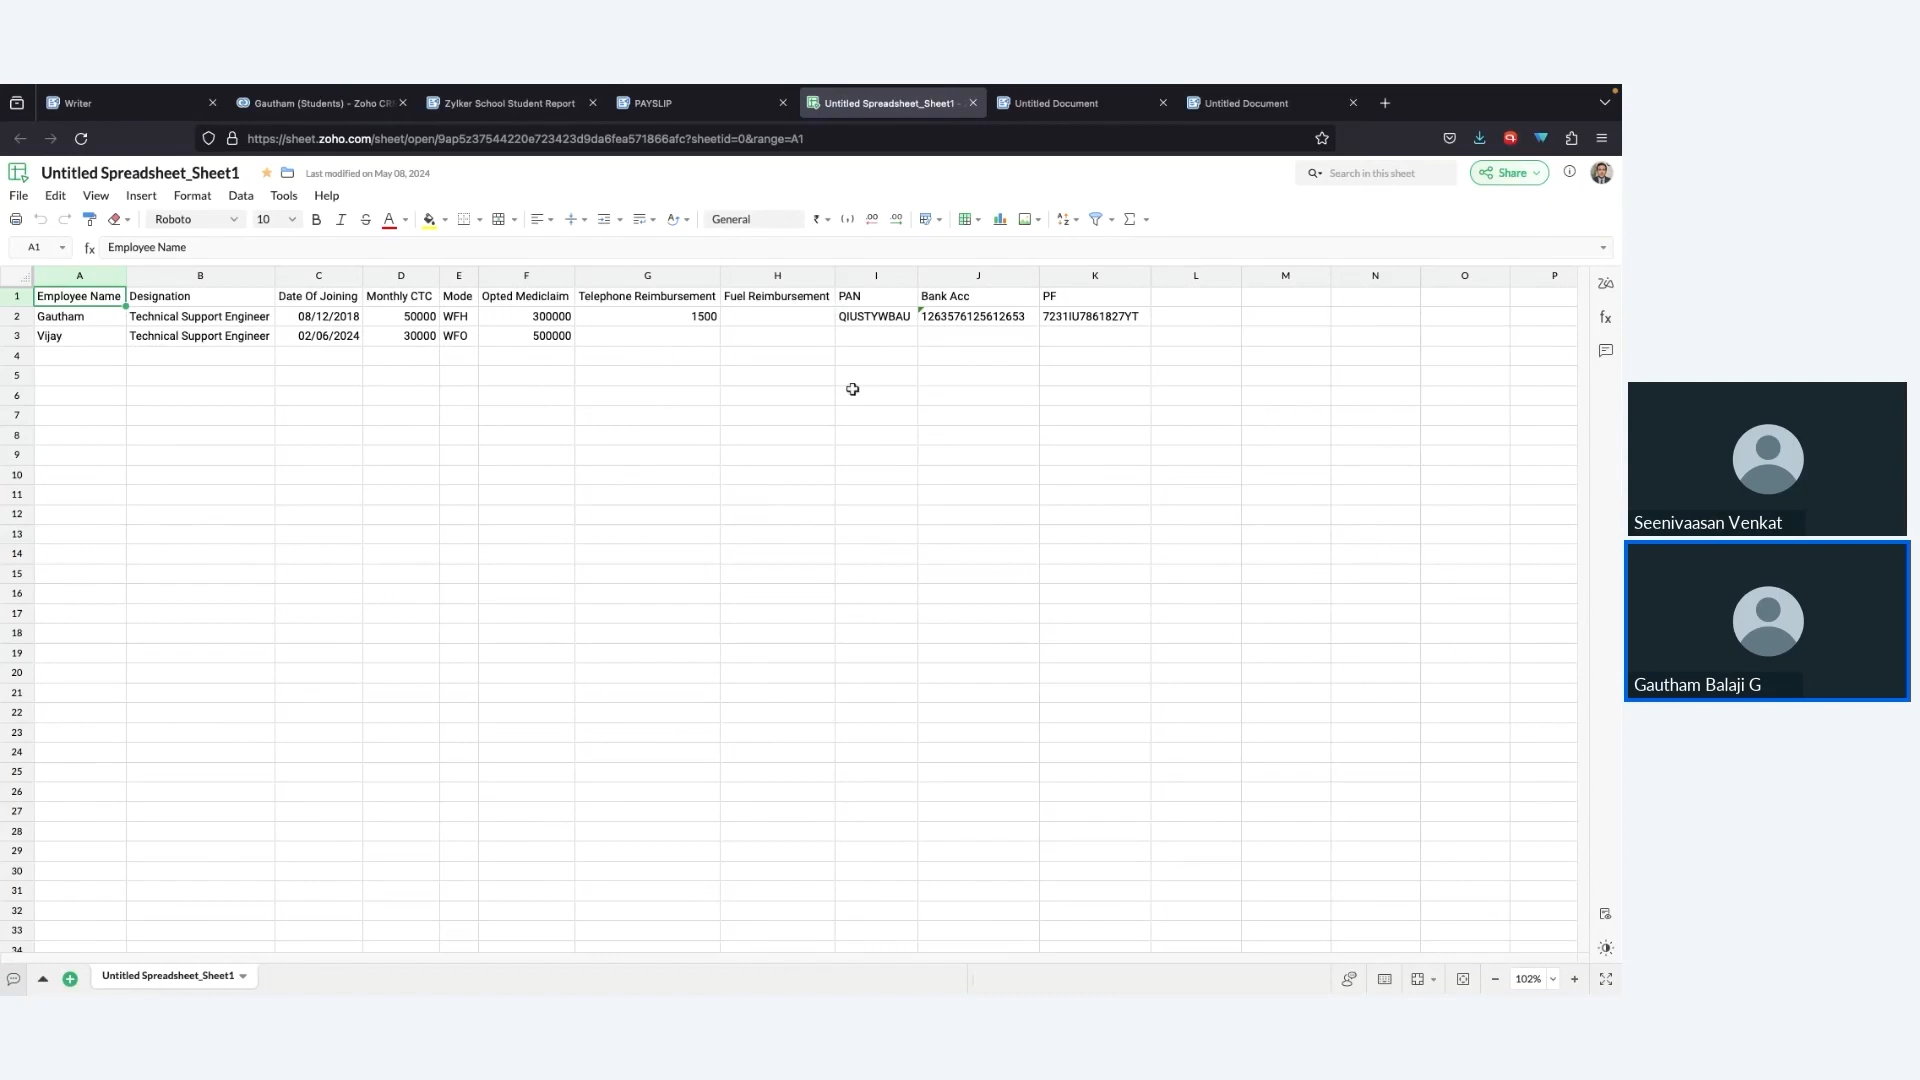 Writer
Gautham (Students) - Zoho CR
Zylker School Student Report
PAYSLIP
Untitled Spreadsheet_Sheet1 -
Untitled Document
Untitled Document
https://sheet.zoho.com/sheet/open/9ap5z37544220e723423d9da6fea571866afc?sheetid=0&range=A1
Untitled Spreadsheet_Sheet1
Last modified on May 08, 2024
Search in this sheet
Share
File Edit View Insert Format Data Tools Help
Roboto 10 B I S A General ₹ .00 .00
A1 fx Employee Name
A B C D E F G H I J K L M N O P
1 Employee Name Designation Date Of Joining Monthly CTC Mode Opted Mediclaim Telephone Reimbursement Fuel Reimbursement PAN Bank Acc PF
2 Gautham Technical Support Engineer 08/12/2018 50000 WFH 300000 1500 QIUSTYWBAU 1263576125612653 7231IU7861827YT
3 Vijay Technical Support Engineer 02/06/2024 30000 WFO 500000
4
5
6
7
8
9
10
11
12
13
14
15
16
17
18
19
20
21
22
23
24
25
26
27
28
29
30
31
32
33
34
fx
Seenivaasan Venkat
Gautham Balaji G
Untitled Spreadsheet_Sheet1
102%